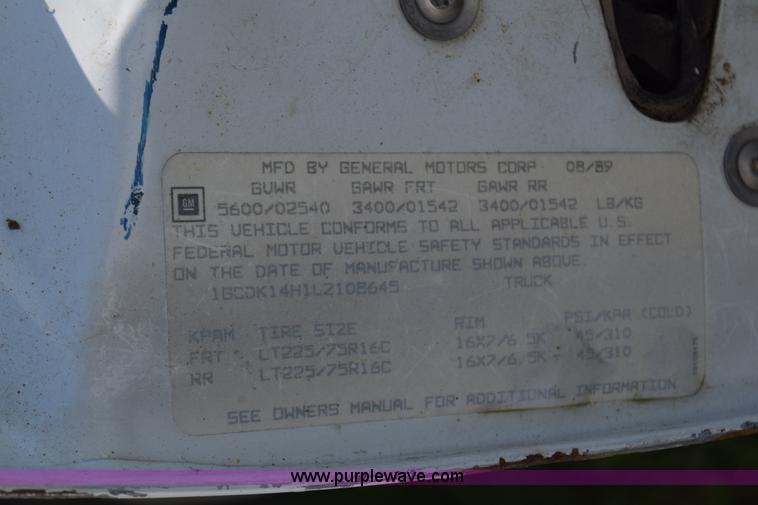 MFD BY GENERAL MOTORS CORP 08/89
GVWR GAWR FRT GAWR RR
GM 5600/02540 3400/01542 3400/01542 LB/KG
THIS VEHICLE CONFORMS TO ALL APPLICABLE U.S.
FEDERAL MOTOR VEHICLE SAFETY STANDARDS IN EFFECT
ON THE DATE OF MANUFACTURE SHOWN ABOVE.
1GCDK14H1LZ108645 TRUCK
KPAM TIRE SIZE RIM PSI/KPA (COLD)
FRT LT225/75R16C 16X7/6.5K 45/310
RR LT225/75R16C 16X7/6.5K 45/310
SEE OWNERS MANUAL FOR ADDITIONAL INFORMATION
www.purplewave.com